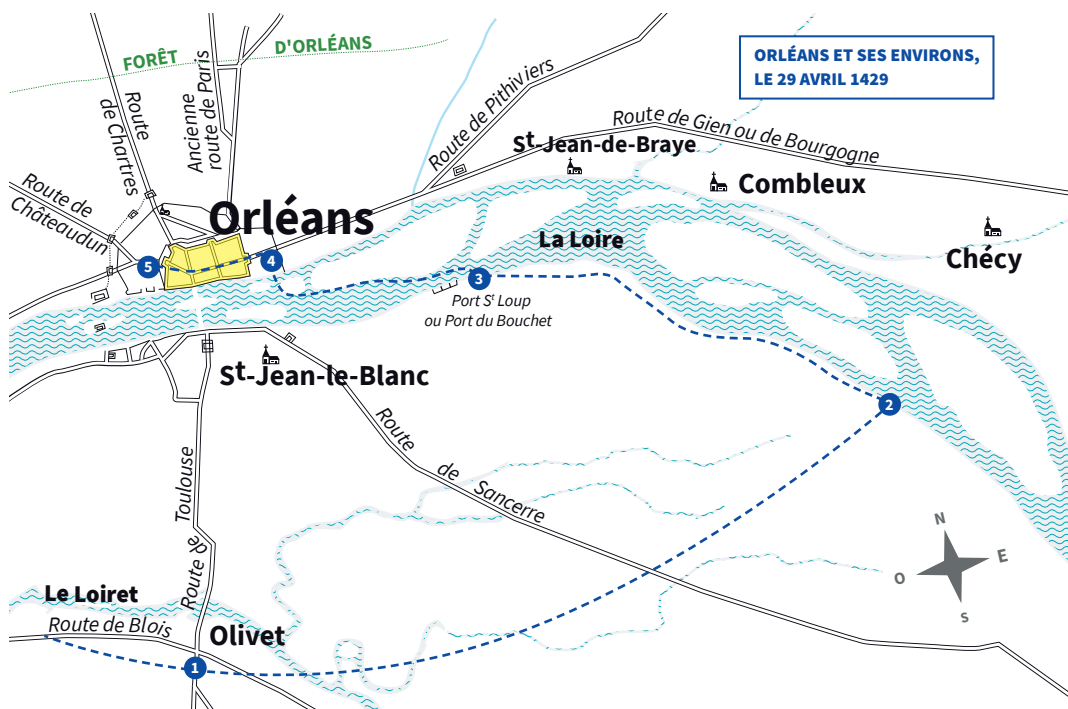 FORÊT
D'ORLÉANS
ORLÉANS ET SES ENVIRONS,
LE 29 AVRIL 1429
Route
de Chartres
Ancienne
route de Paris
Route de Pithiviers
Route de Gien ou de Bourgogne
St-Jean-de-Braye
Combleux
Route de
Châteaudun
Orléans
La Loire
Chécy
5
4
3
Port St Loup
ou Port du Bouchet
St-Jean-le-Blanc
2
Route
de
Sancerre
Route de
Toulouse
N
E
O
S
Le Loiret
Route de Blois
Olivet
1